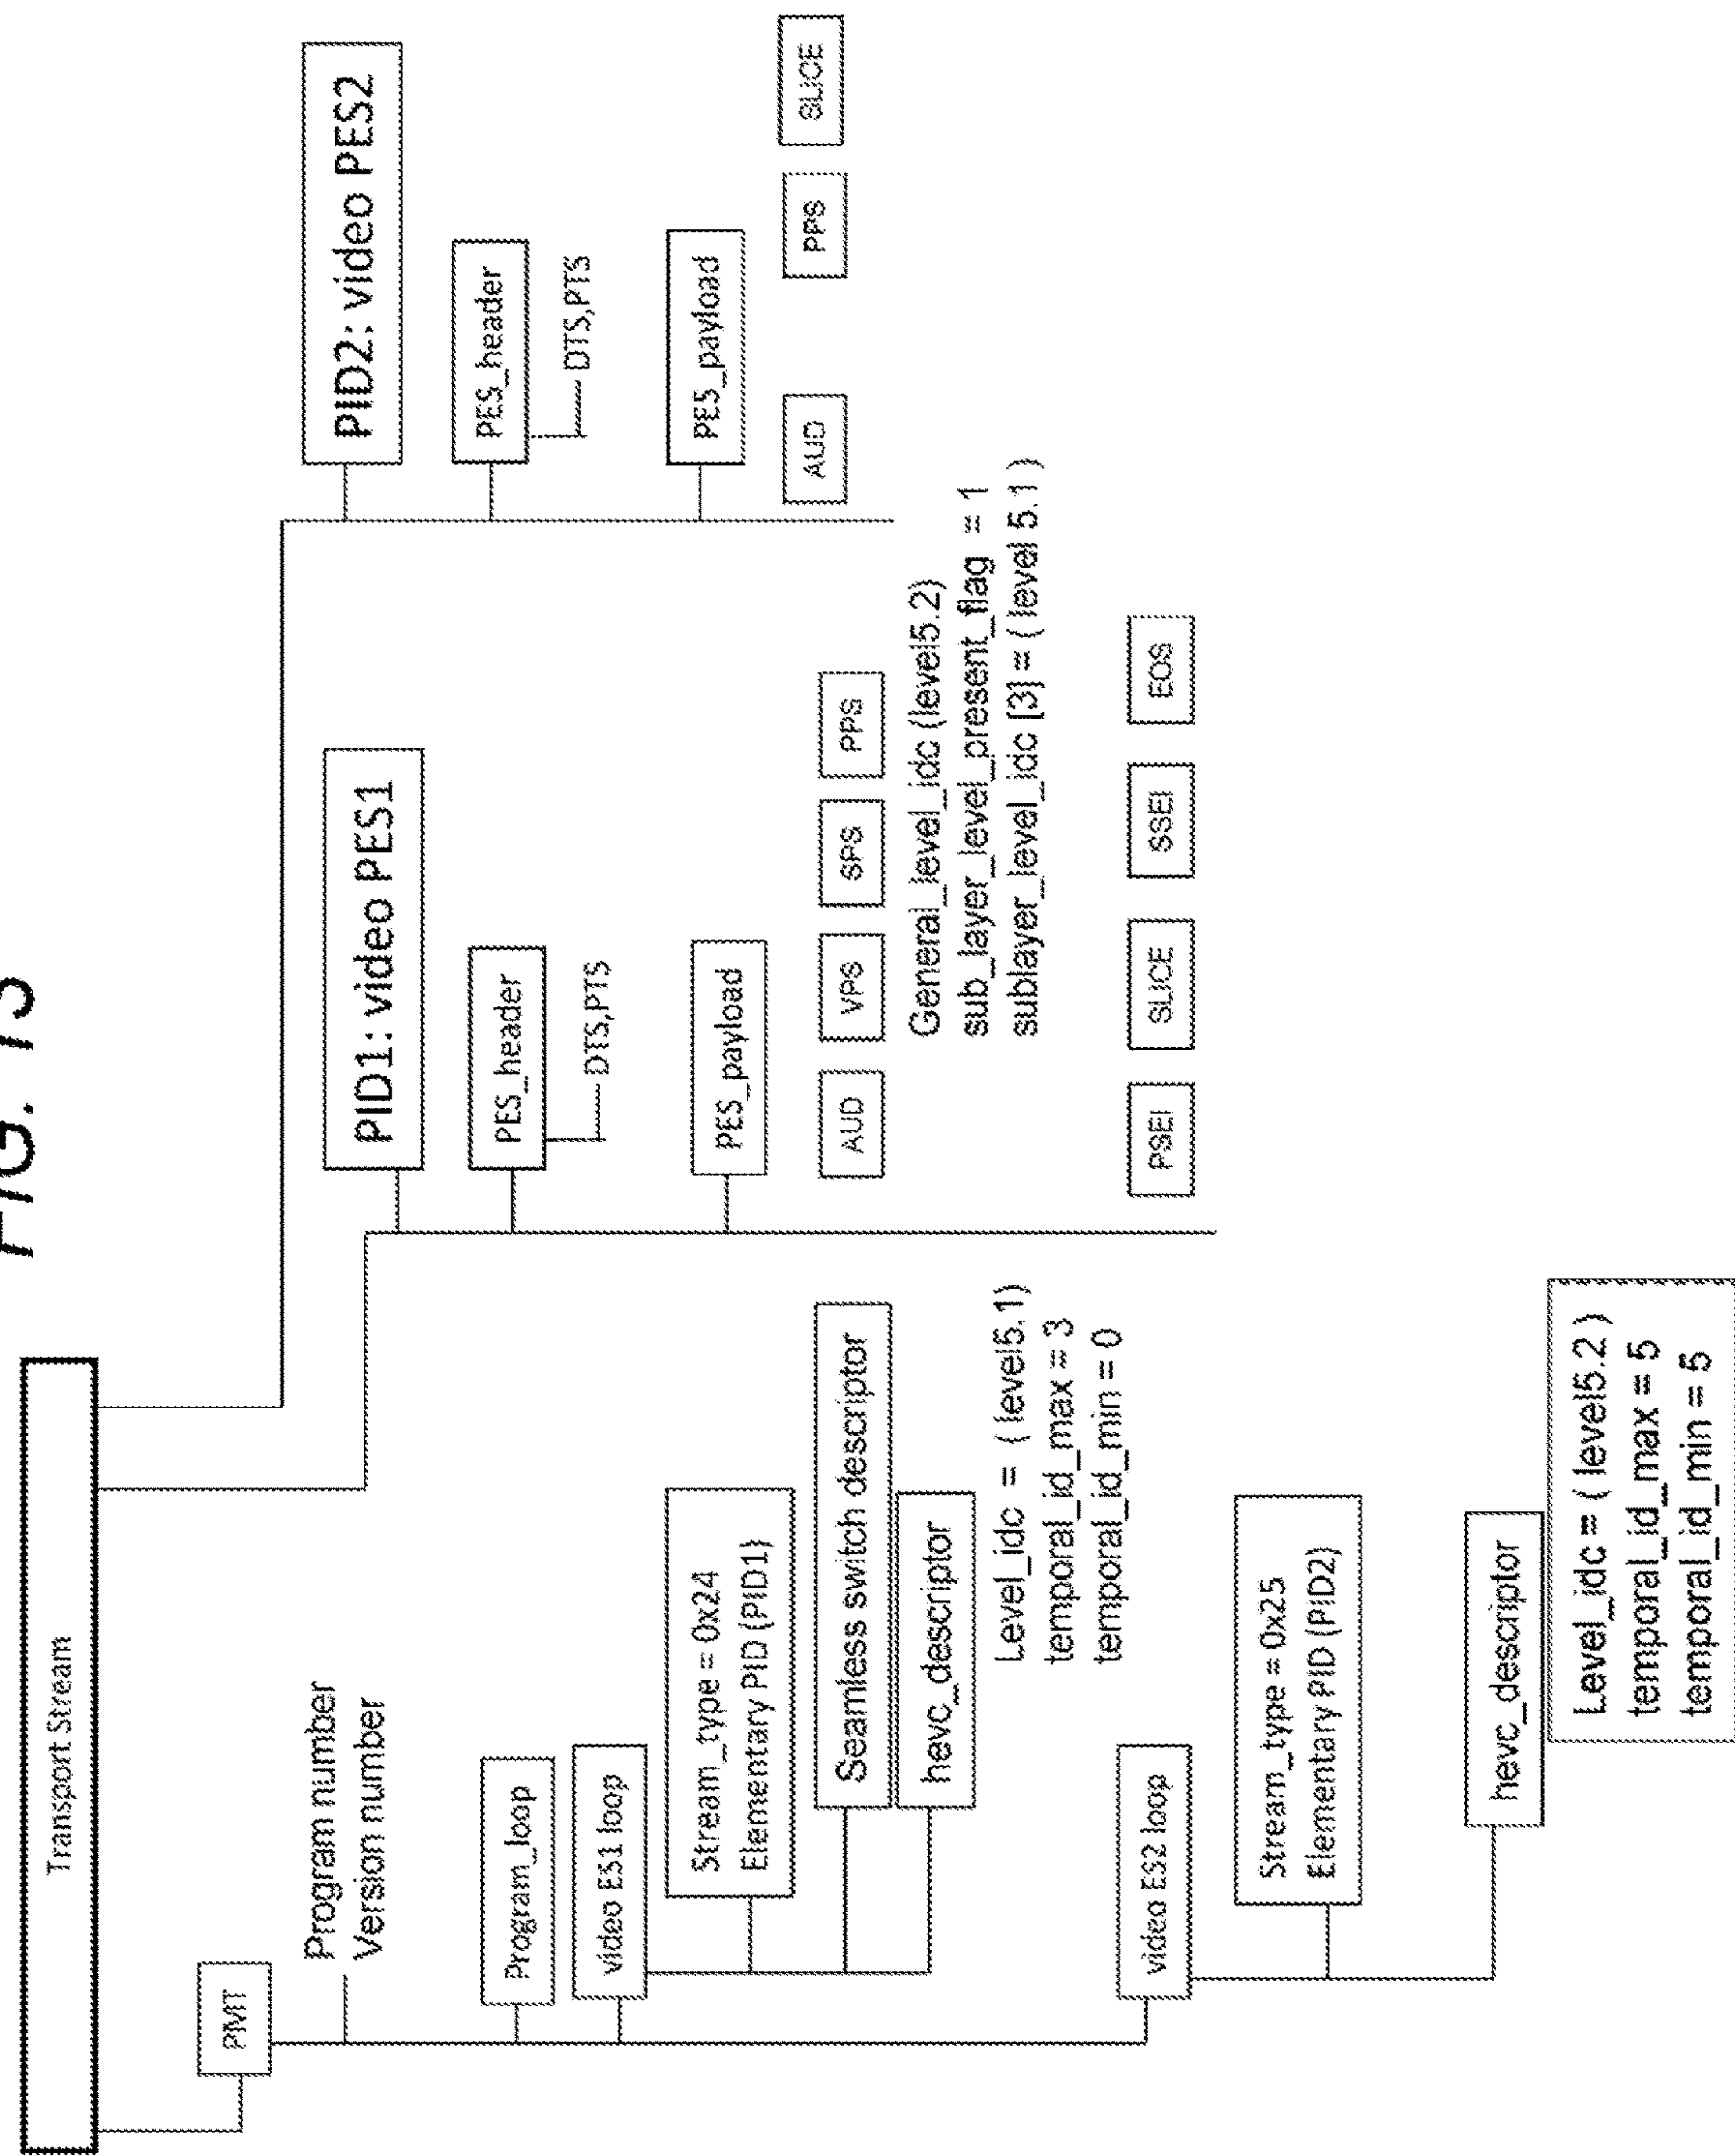 Transport Stream
PMT
Program number
Version number
Program_loop
video ES1 loop
Stream_type = 0x24
Elementary PID (PID1)
Seamless switch descriptor
hevc_descriptor
Level_idc = ( level5.1)
temporal_id_max = 3
temporal_id_min = 0
video ES2 loop
Stream_type = 0x25
Elementary PID (PID2)
hevc_descriptor
Level_idc = ( level5.2 )
temporal_id_max = 5
temporal_id_min = 5
PID1: video PES1
PES_header
DTS,PTS
PES_payload
AUD
VPS
SPS
PPS
General_level_idc (level5.2)
sub_layer_level_present_flag = 1
sublayer_level_idc [3] = ( level 5.1 )
PSEI
SLICE
SSEI
EOS
PID2: video PES2
PES_header
DTS,PTS
PES_payload
AUD
PPS
SLICE